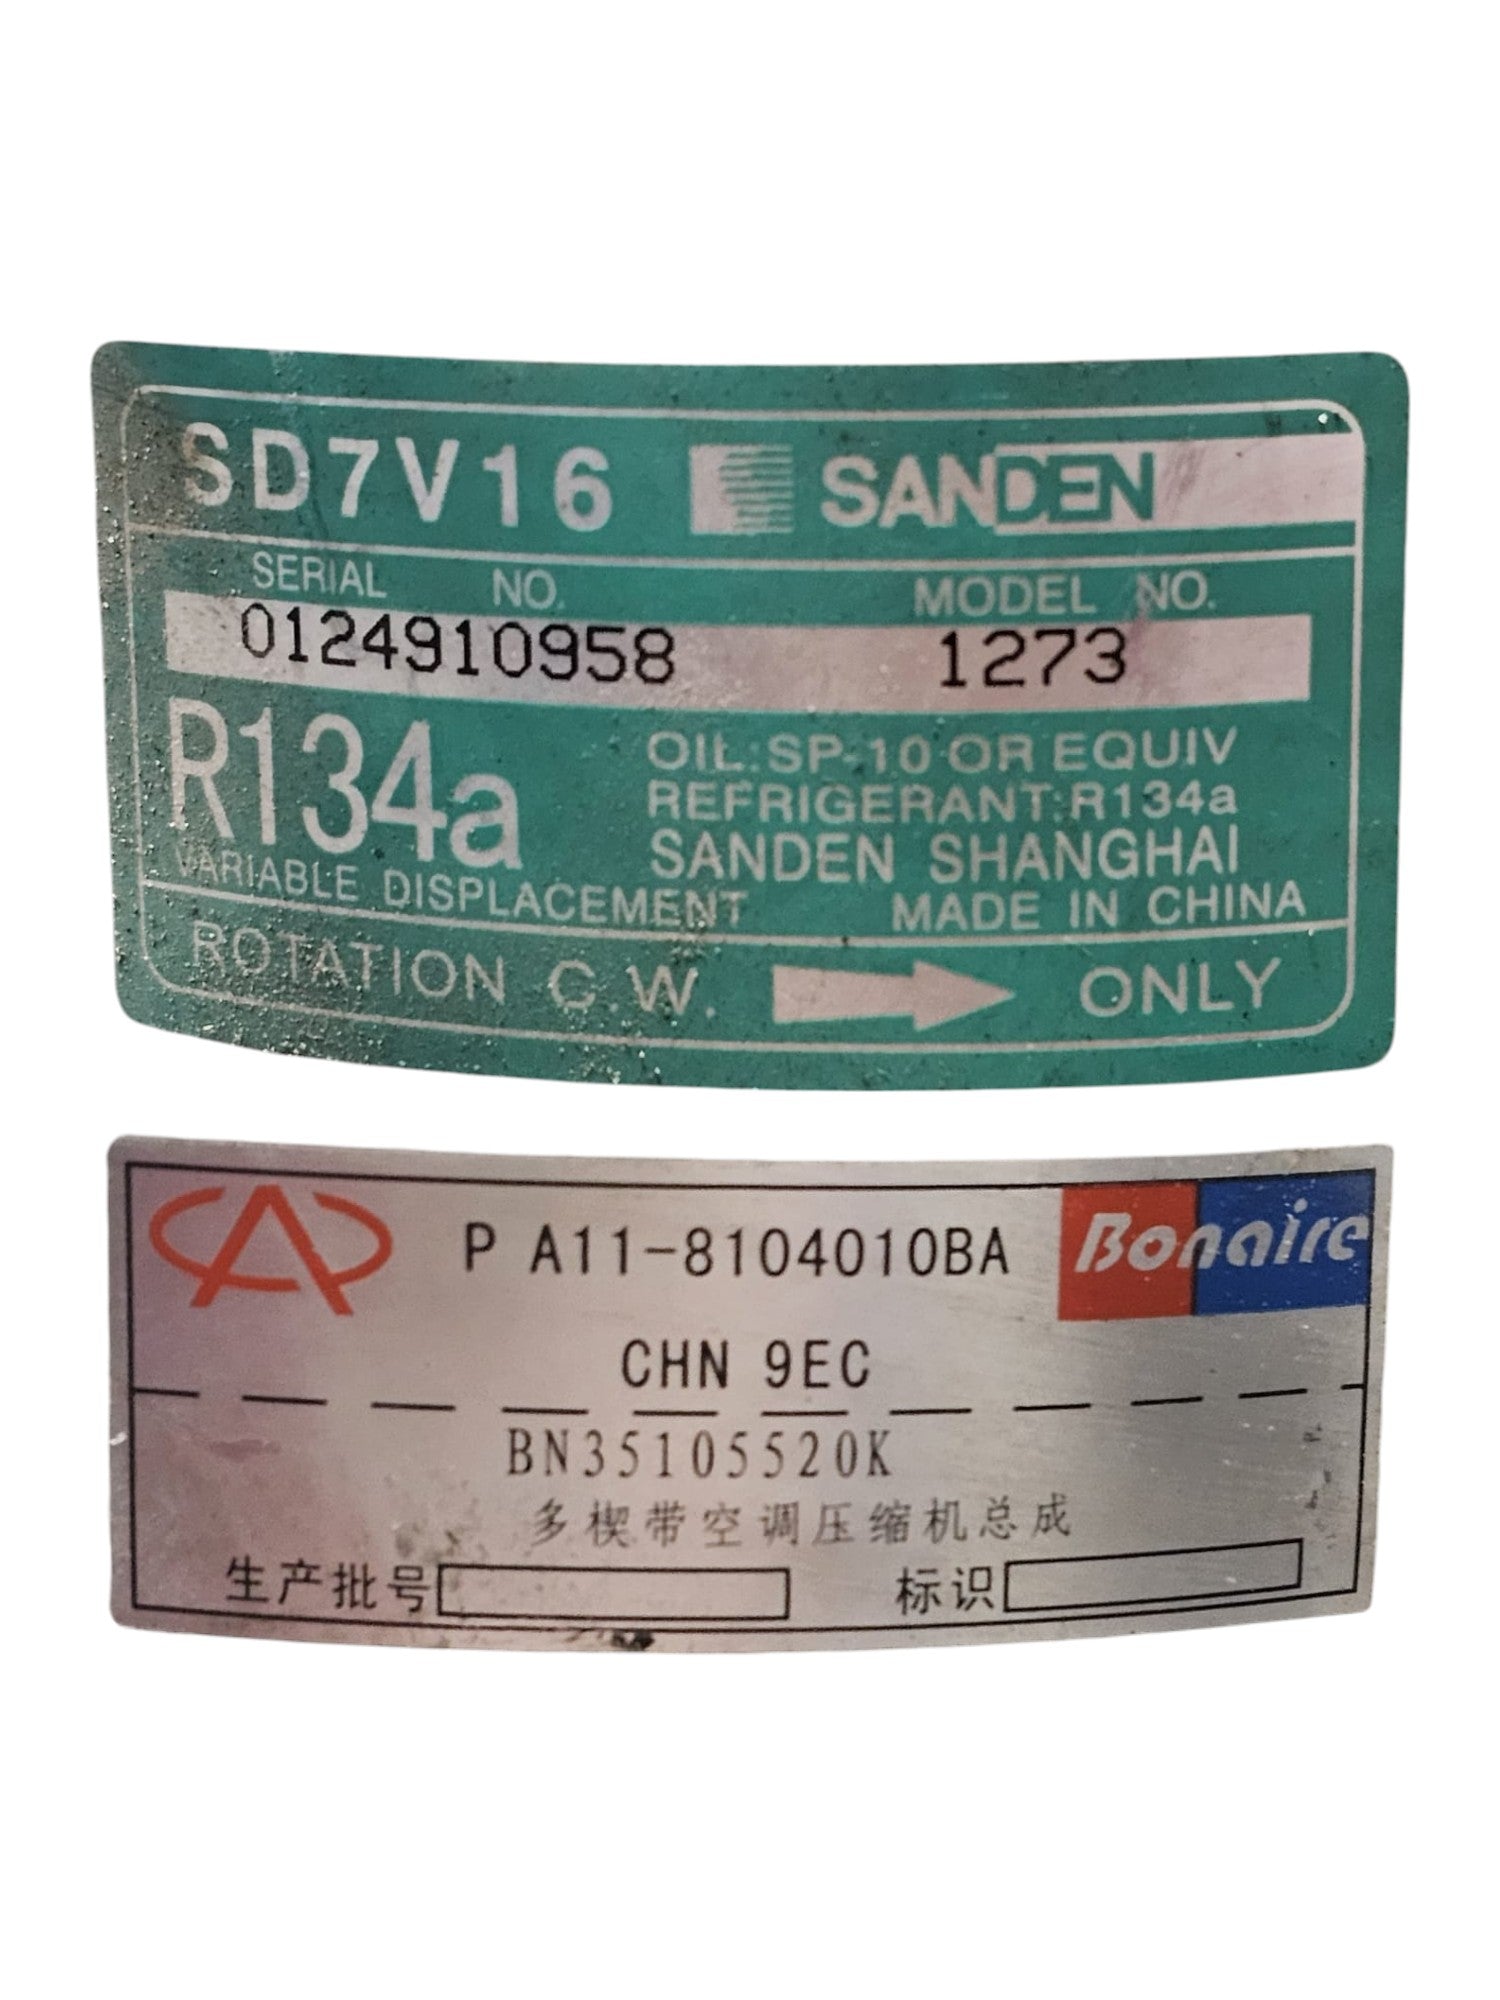 SD7V16 SANDEN
SERIAL NO. MODEL NO.
0124910958 1273
R134a
OIL:SP-10 OR EQUIV
REFRIGERANT:R134a
SANDEN SHANGHAI
VARIABLE DISPLACEMENT MADE IN CHINA
ROTATION C.W. ONLY
P A11-8104010BA Bonaire
CHN 9EC
BN35105520K
多楔带空调压缩机总成
生产批号 标识